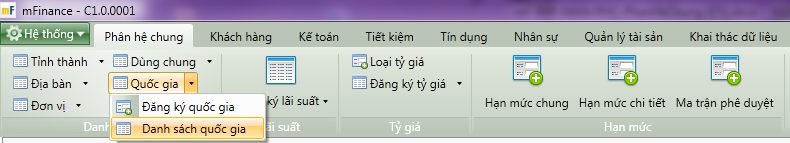 mF mFinance - C1.0.0001
Hệ thống Phân hệ chung Khách hàng Kế toán Tiết kiệm Tín dụng Nhân sự Quản lý tài sản Khai thác dữ liệu
Tỉnh thành Dùng chung Loại tỷ giá
Địa bàn Quốc gia Đăng ký tỷ giá
Đơn vị ký lãi suất Hạn mức chung Hạn mức chi tiết Ma trận phê duyệt
Đăng ký quốc gia
Danh sách quốc gia
Danh ãi suất Tỷ giá Hạn mức